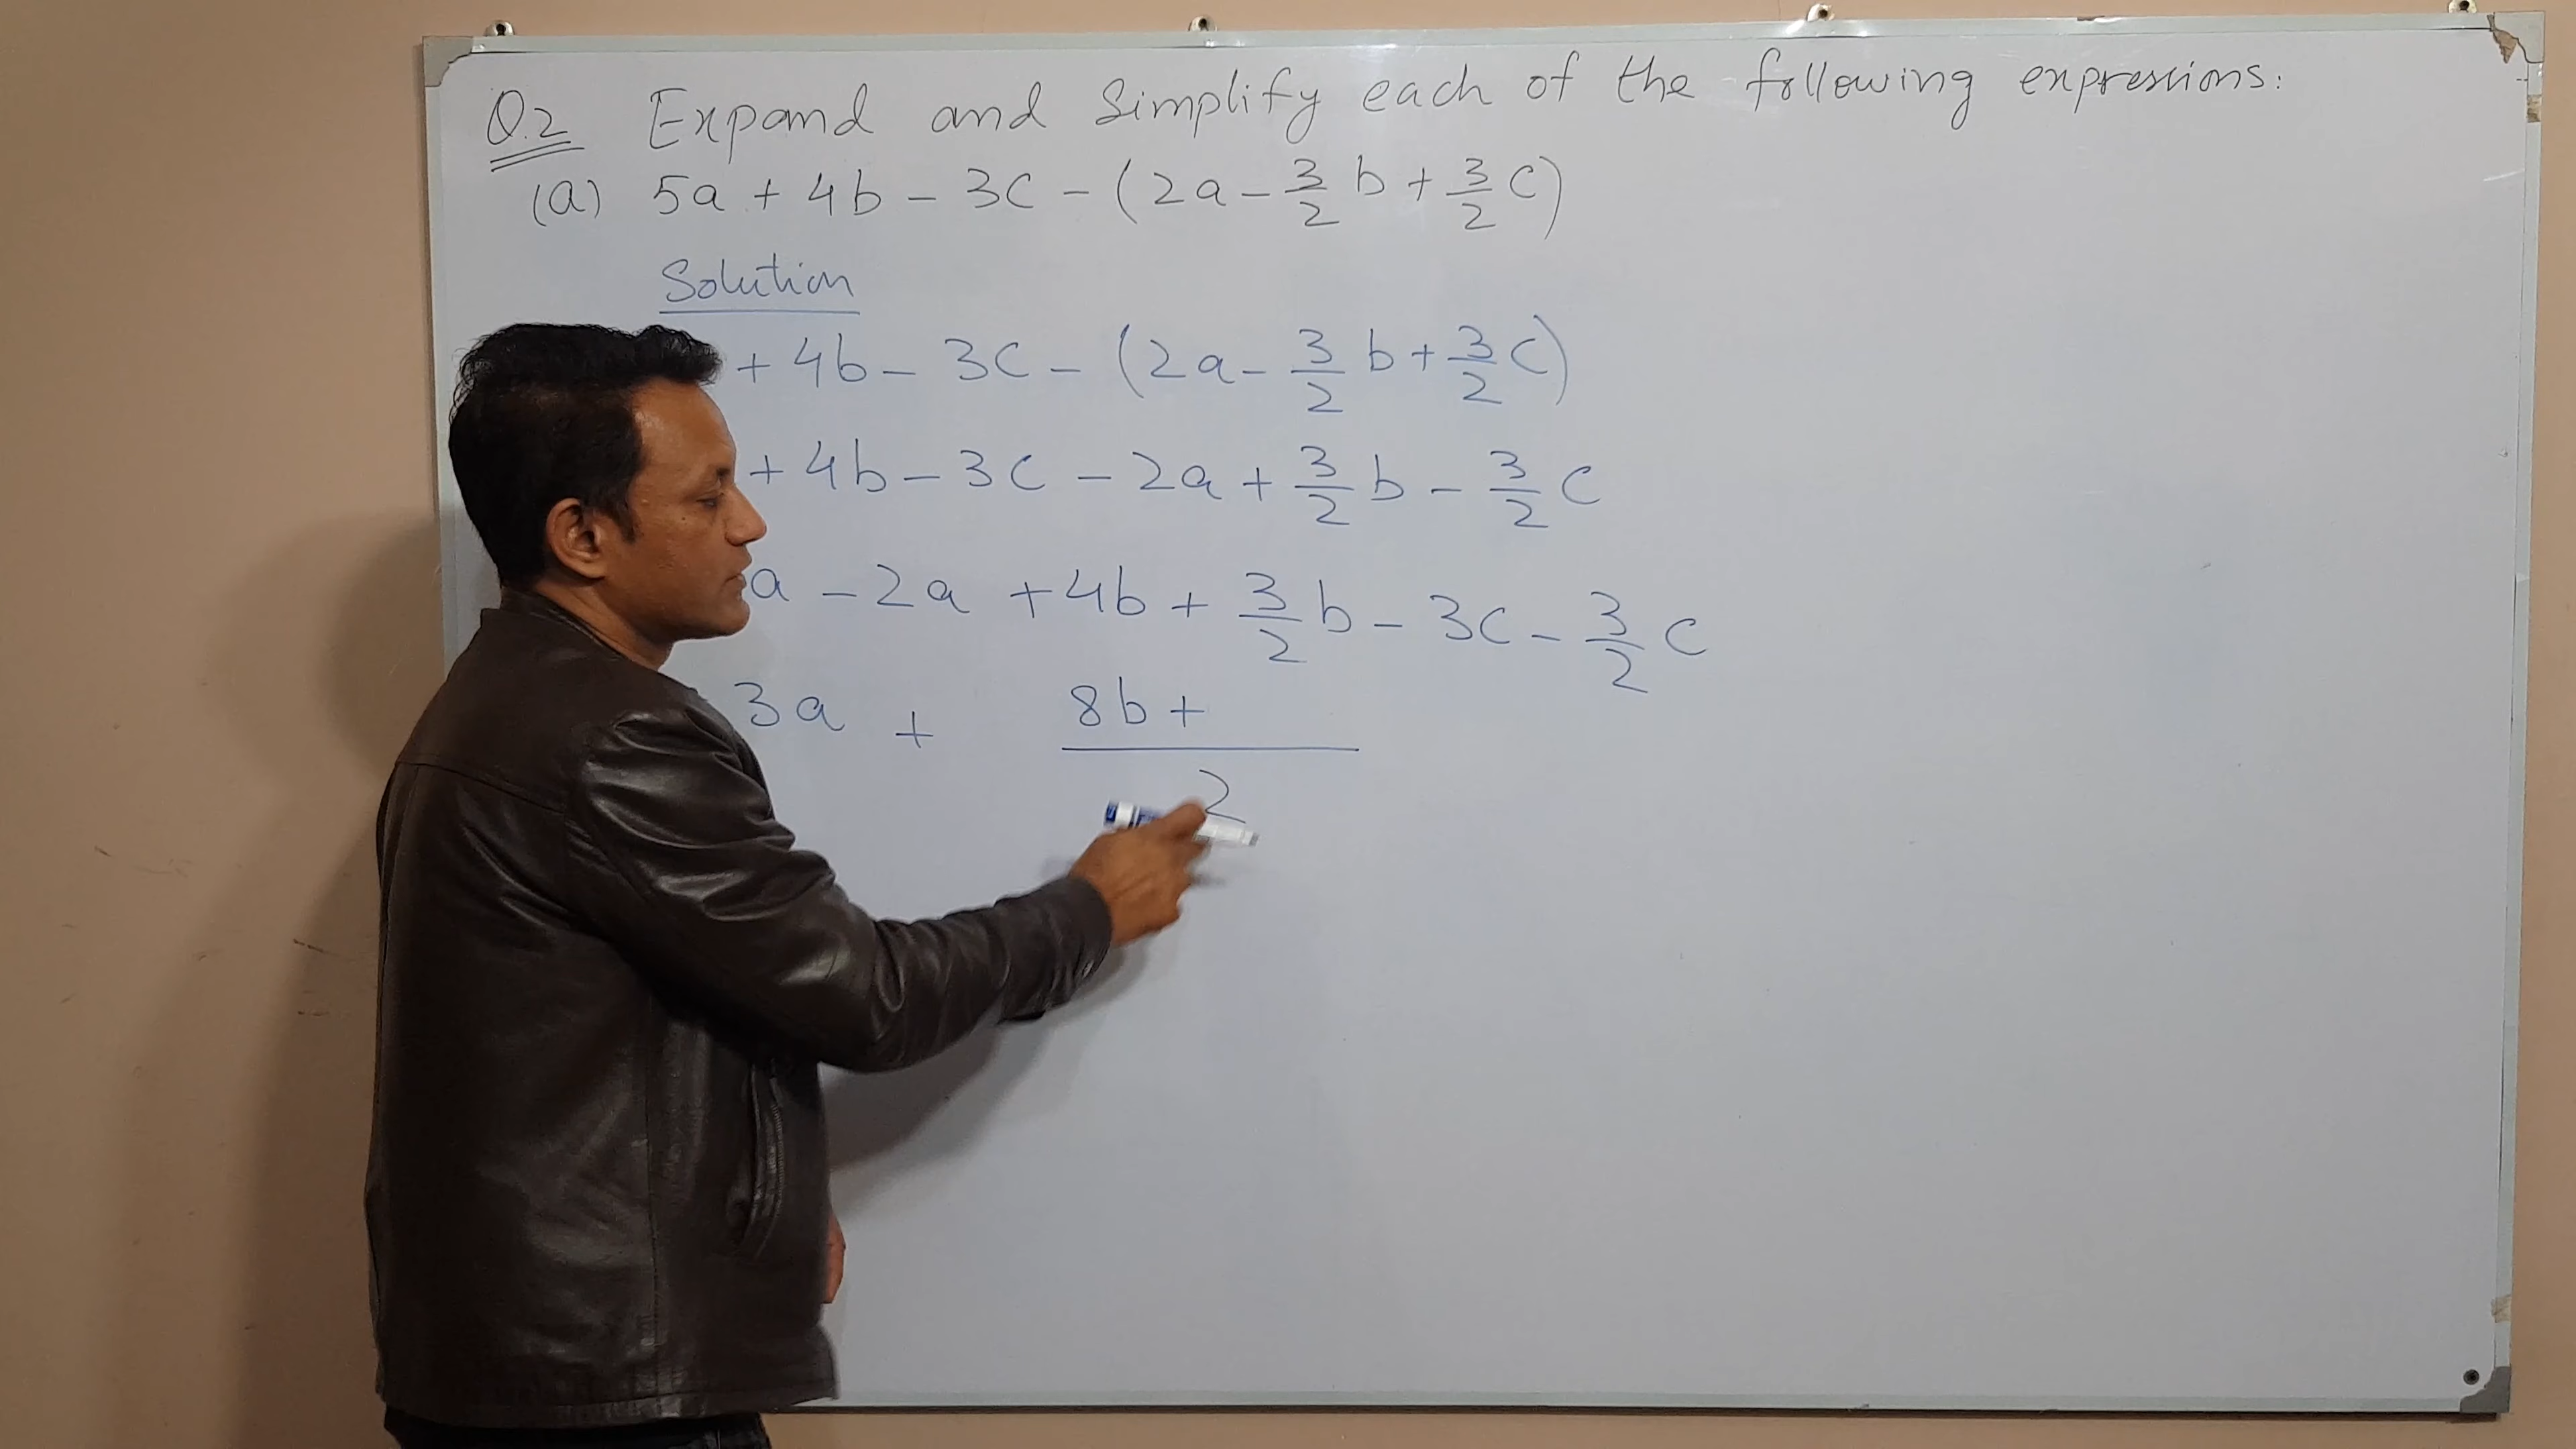 Q.2 Expand and Simplify each of the following expressions:
(a) 5a + 4b - 3c - (2a - 3/2 b + 3/2 c)
Solution
+ 4b - 3c - (2a - 3/2 b + 3/2 c)
+ 4b - 3c - 2a + 3/2 b - 3/2 c
a - 2a + 4b + 3/2 b - 3c - 3/2 c
3a + 8b +
2